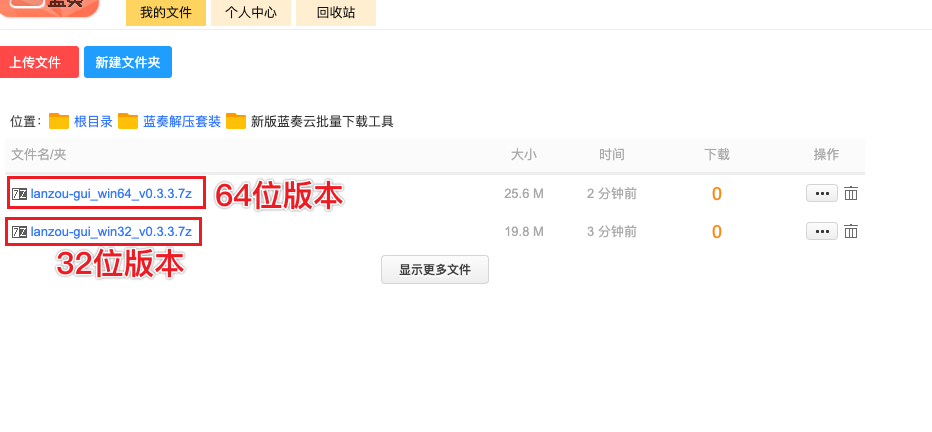 蓝奏
我的文件 个人中心 回收站
上传文件 新建文件夹
位置： 根目录 蓝奏解压套装 新版蓝奏云批量下载工具
文件名/夹 大小 时间 下载 操作
lanzou-gui_win64_v0.3.3.7z 64位版本 25.6 M 2 分钟前 0
lanzou-gui_win32_v0.3.3.7z 19.8 M 3 分钟前 0
32位版本
显示更多文件